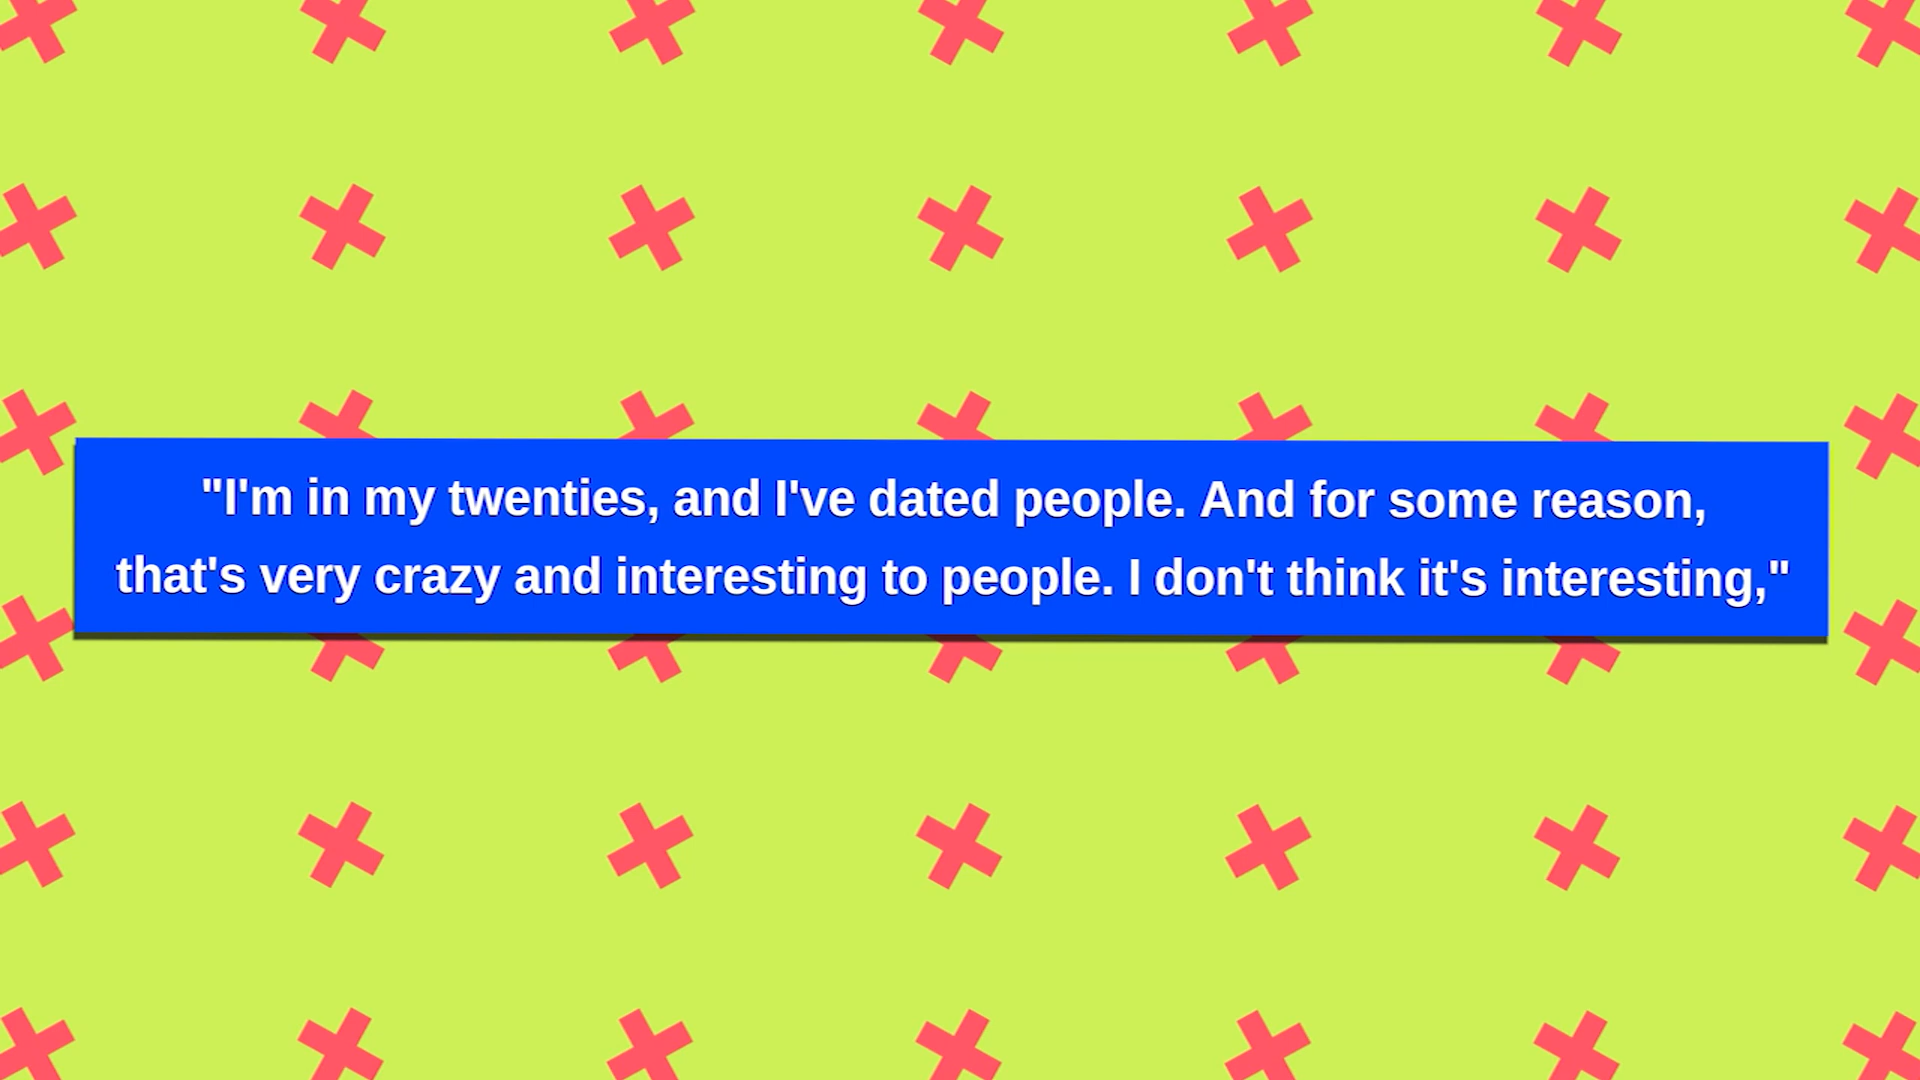 "I'm in my twenties, and I've dated people. And for some reason,
that's very crazy and interesting to people. I don't think it's interesting,"